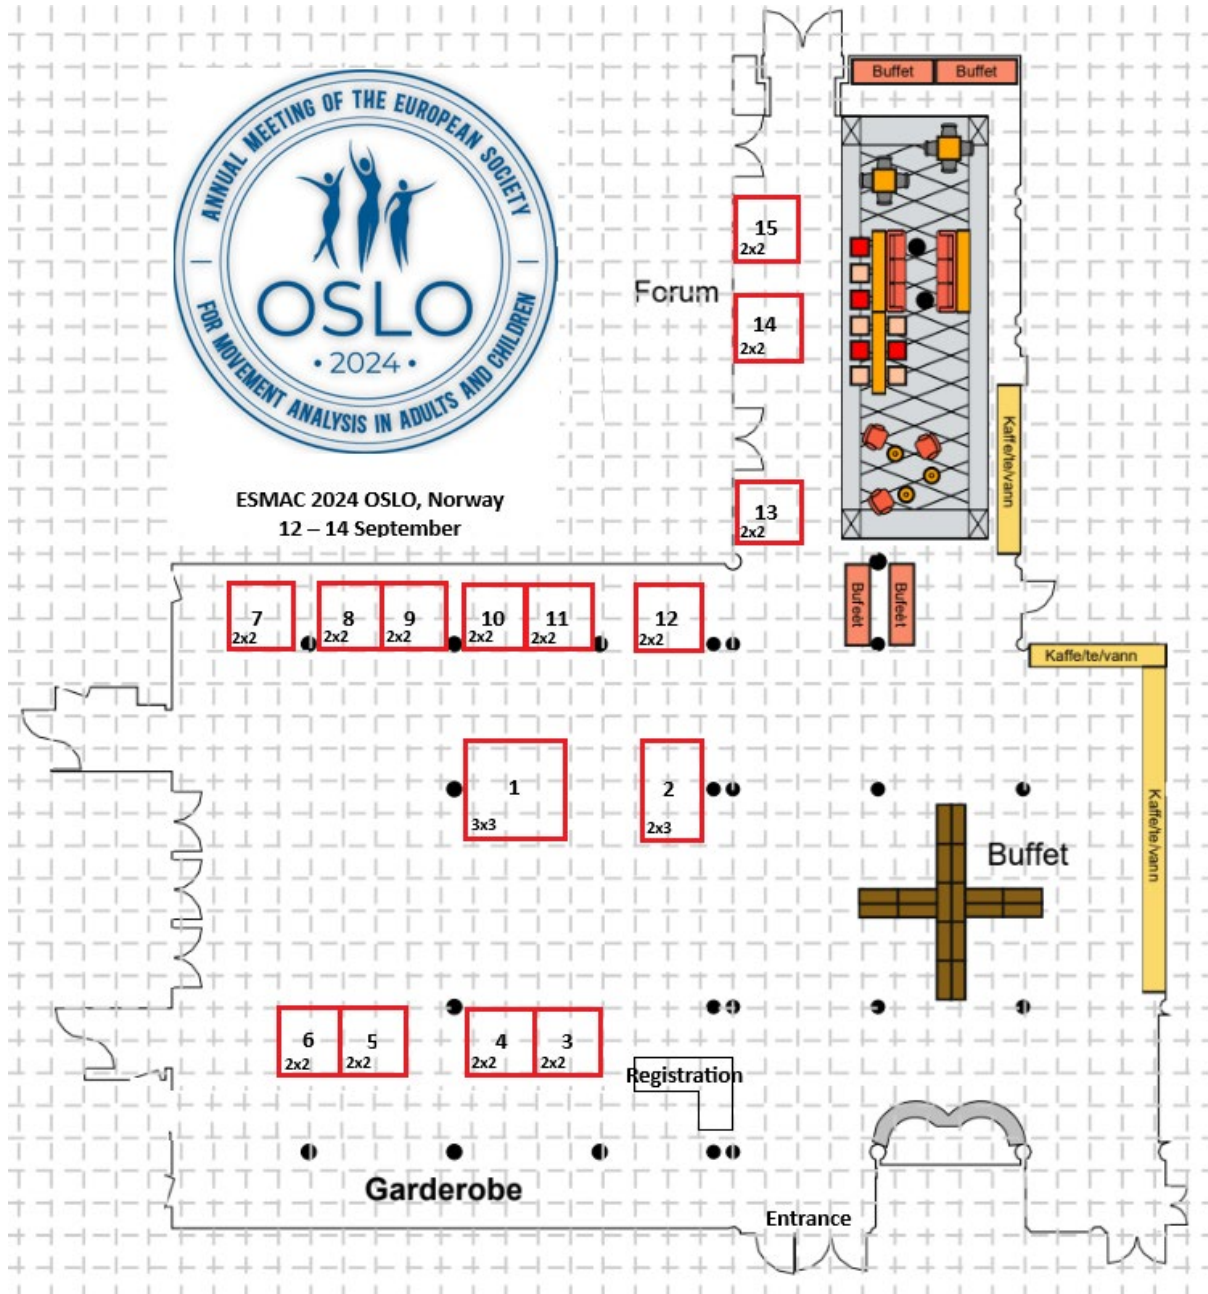 Buffet
Buffet
ANNUAL MEETING OF THE EUROPEAN SOCIETY
OSLO
• 2024 •
FOR MOVEMENT ANALYSIS IN ADULTS AND CHILDREN
15
2x2
Forum
14
2x2
Kaffe/te/vann
ESMAC 2024 OSLO, Norway
12 – 14 September
13
2x2
7
2x2
8
2x2
9
2x2
10
2x2
11
2x2
12
2x2
Bufeèt
Bufeèt
Kaffe/te/vann
1
3x3
2
2x3
Kaffe/te/vann
Buffet
6
2x2
5
2x2
4
2x2
3
2x2
Registration
Garderobe
Entrance